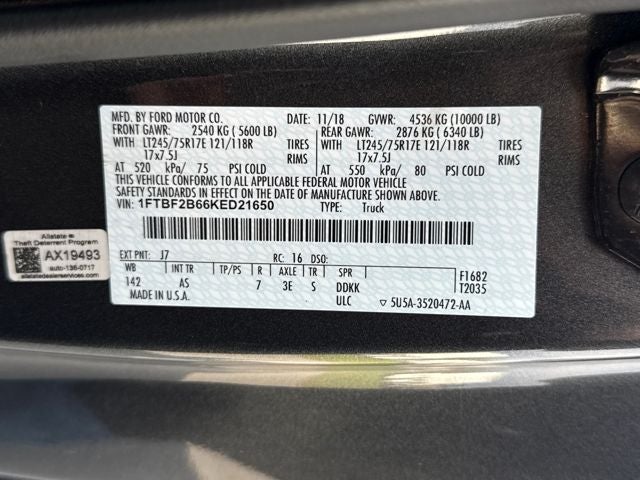 MFD. BY FORD MOTOR CO. DATE: 11/18 GVWR: 4536 KG (10000 LB)
FRONT GAWR: 2540 KG ( 5600 LB) REAR GAWR: 2876 KG ( 6340 LB)
WITH LT245/75R17E 121/118R TIRES WITH LT245/75R17E 121/118R TIRES
17x7.5J RIMS 17x7.5J RIMS
AT 520 kPa/ 75 PSI COLD AT 550 kPa/ 80 PSI COLD
THIS VEHICLE CONFORMS TO ALL APPLICABLE FEDERAL MOTOR VEHICLE
SAFETY STANDARDS IN EFFECT ON THE DATE OF MANUFACTURE SHOWN ABOVE.
VIN: 1FTBF2B66KED21650 TYPE: Truck
EXT PNT: J7 RC: 16 DSO:
WB INT TR TP/PS R AXLE TR SPR F1682
142 AS 7 3E S DDKK T2035
ULC ▽ 5U5A-3520472-AA
Allstate
Theft Deterrent Program
AX19493
auto-136-0717
allstatedealerservices.com